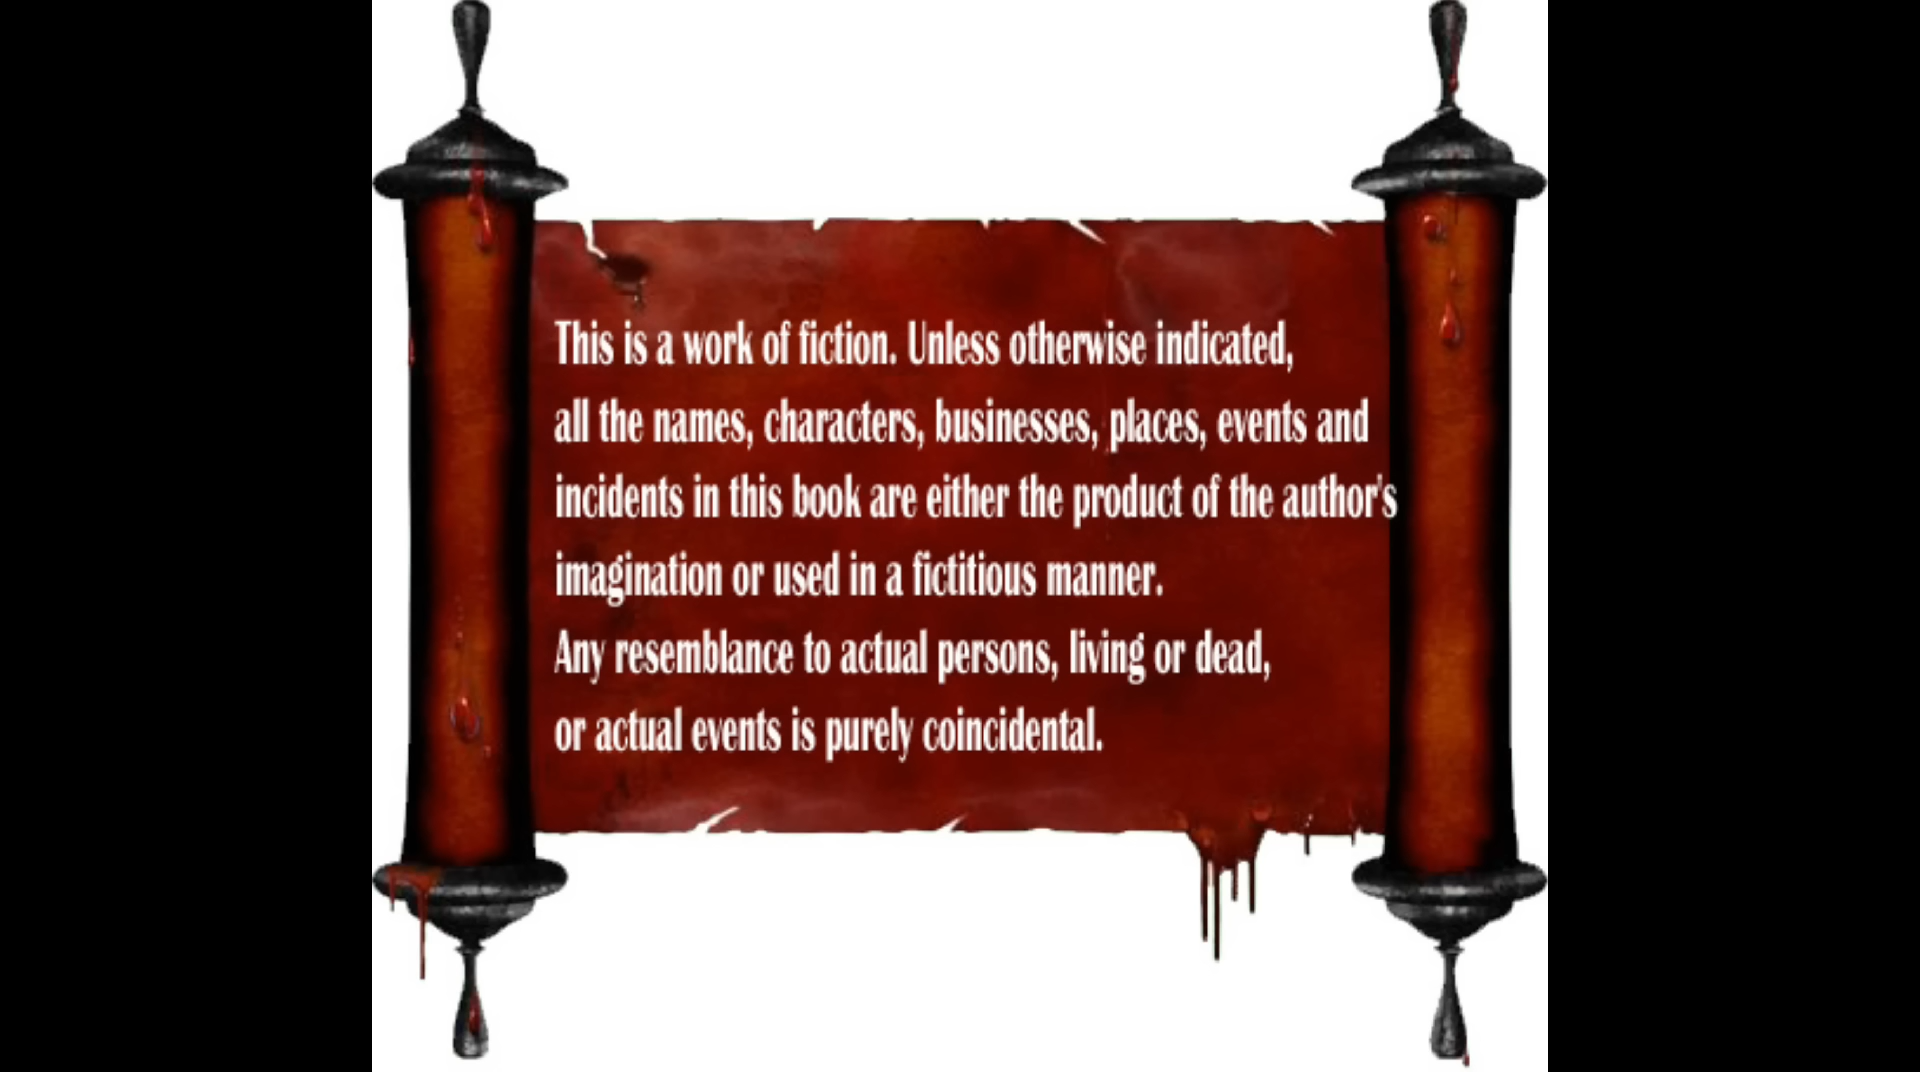 This is a work of fiction. Unless otherwise indicated,
all the names, characters, businesses, places, events and
incidents in this book are either the product of the author's
imagination or used in a fictitious manner.
Any resemblance to actual persons, living or dead,
or actual events is purely coincidental.